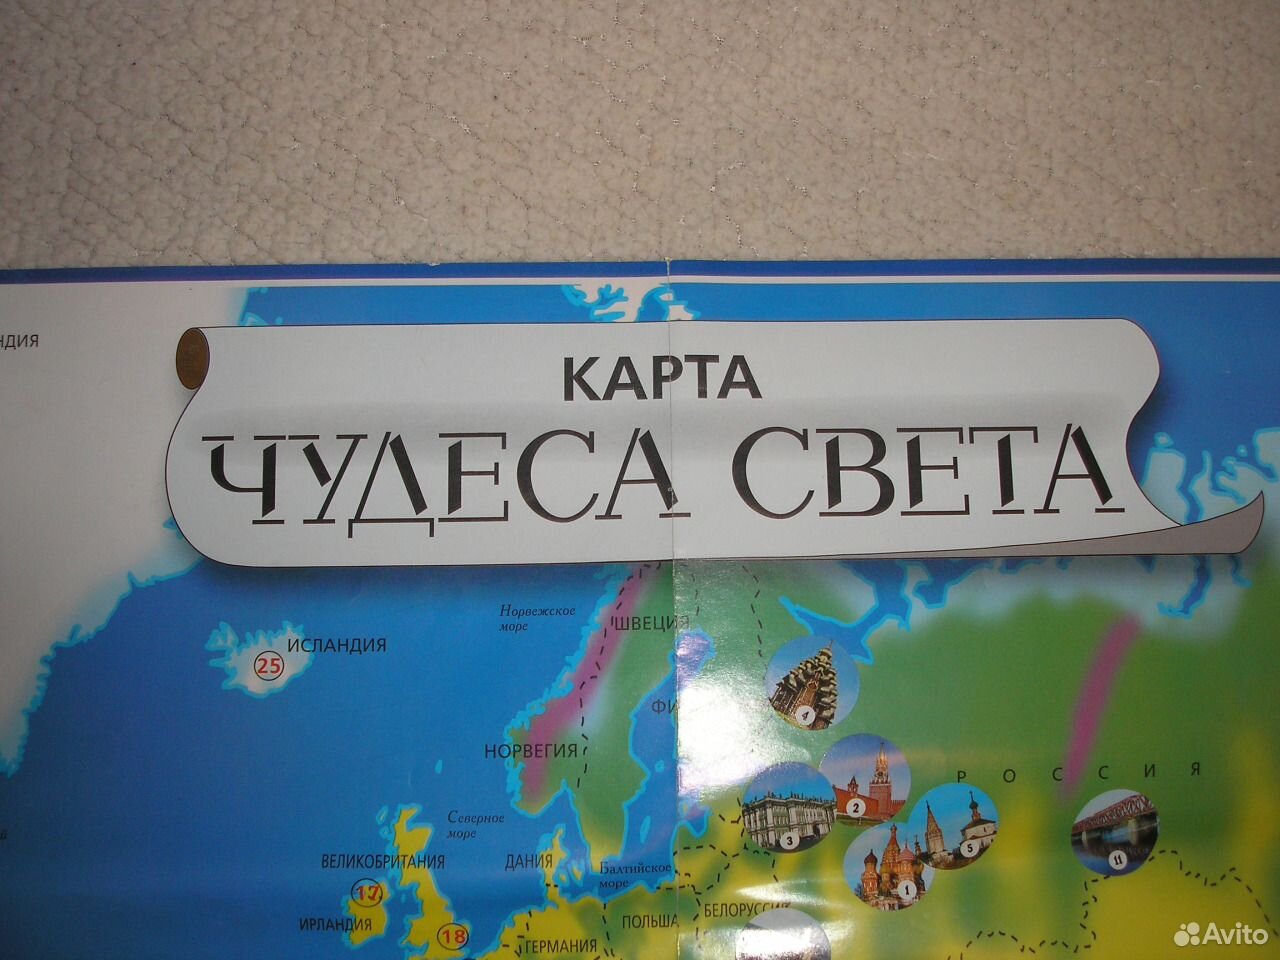 КАРТА
ЧУДЕСА СВЕТА
Норвежское
море
ШВЕЦИЯ
ИСЛАНДИЯ
25
4
НОРВЕГИЯ
РОССИЯ
2
3
5
1
11
Северное
море
ВЕЛИКОБРИТАНИЯ
ДАНИЯ
Балтийское
море
17
ИРЛАНДИЯ
18
ПОЛЬША
БЕЛОРУССИЯ
ГЕРМАНИЯ
Avito